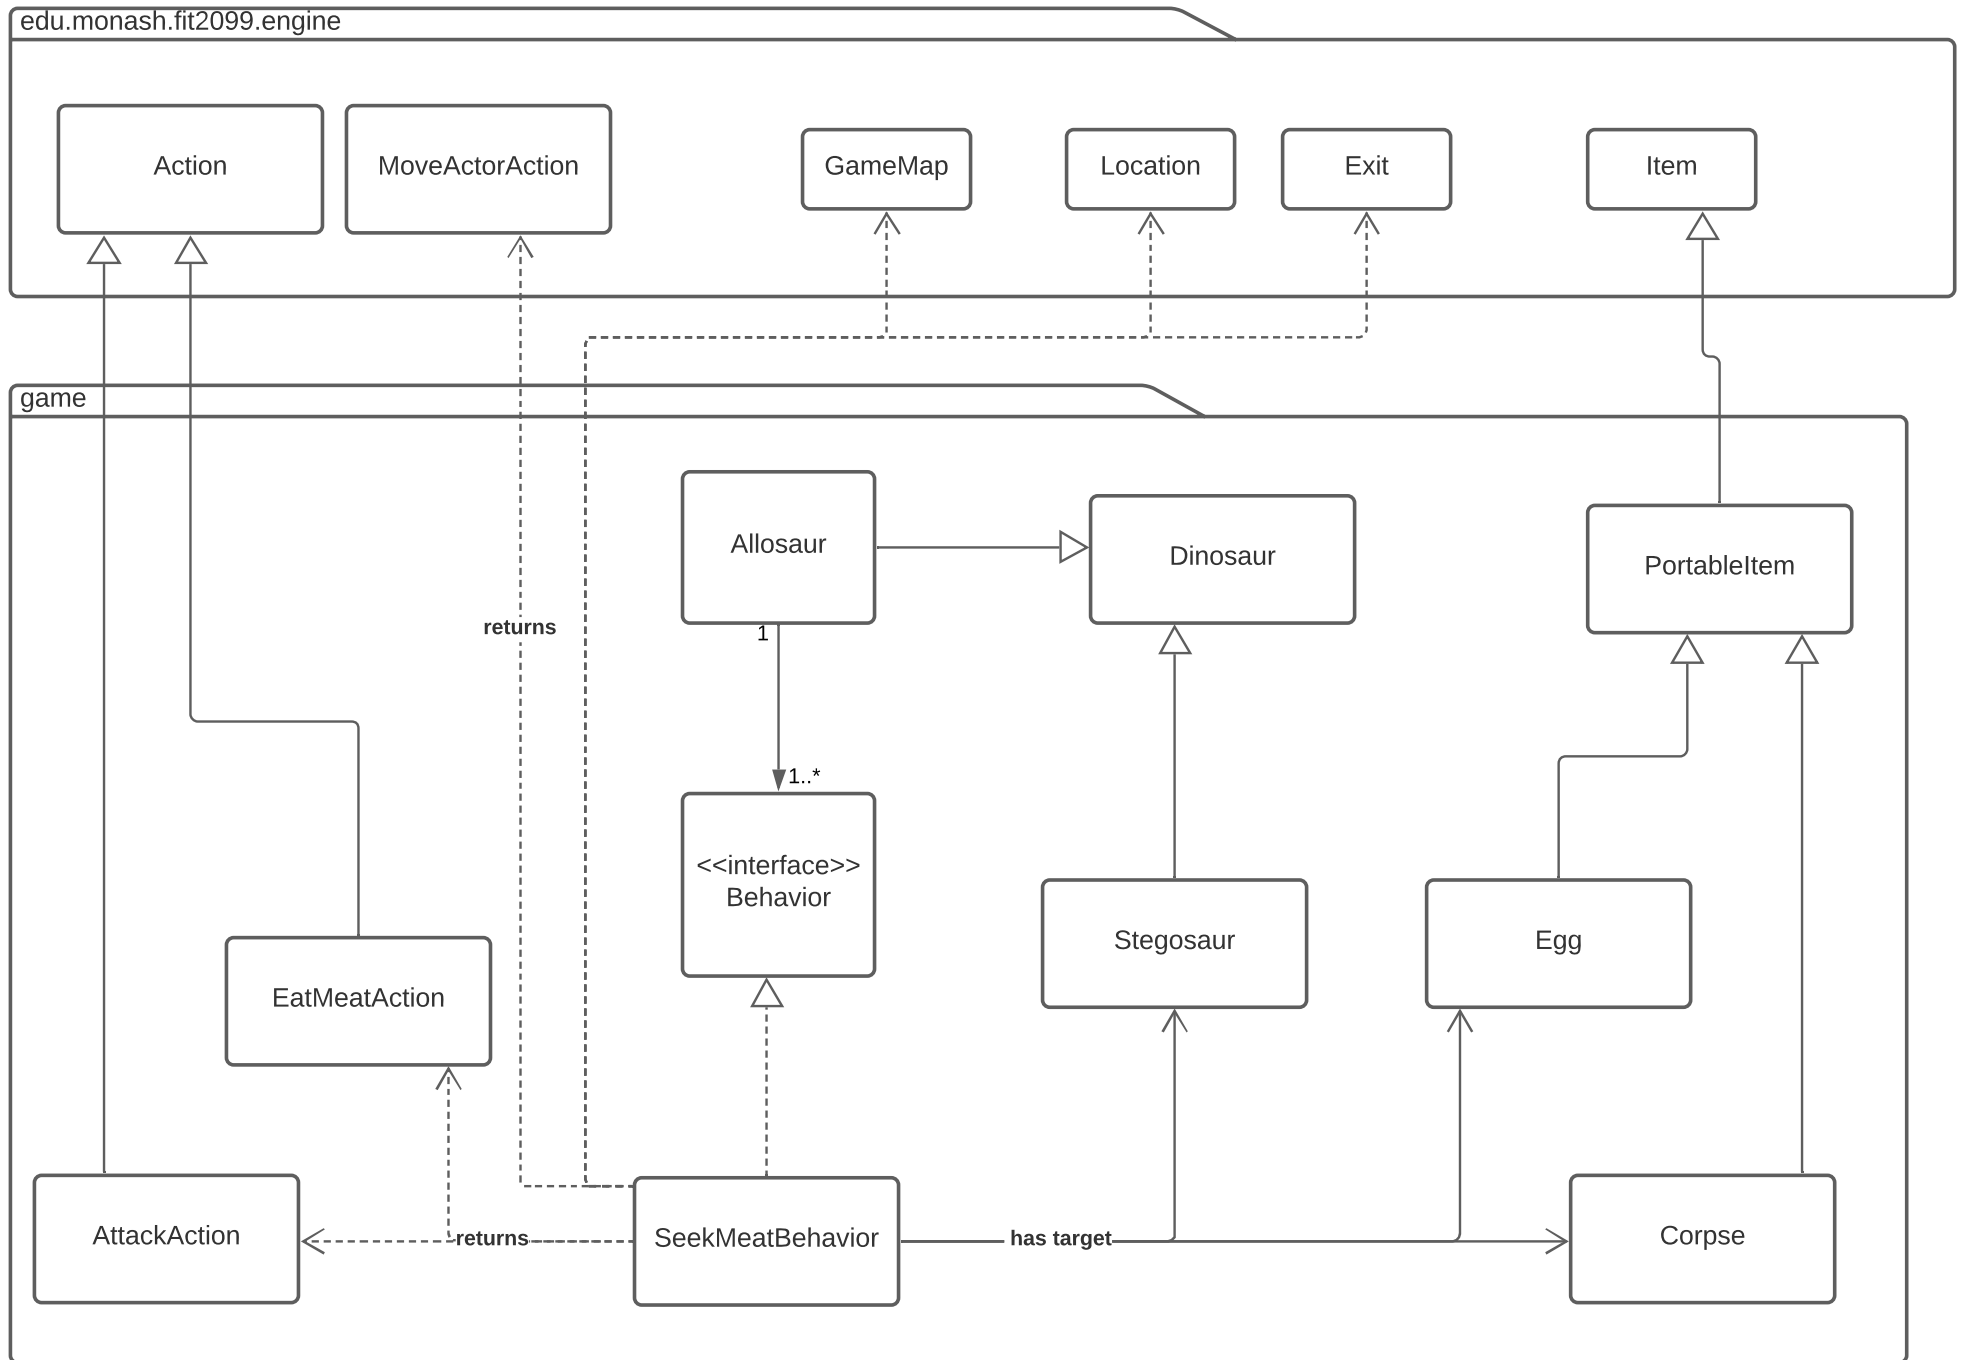 edu.monash.fit2099.engine
Action
MoveActorAction
GameMap
Location
Exit
Item
game
Allosaur
Dinosaur
PortableItem
returns
1
1..*
<<interface>>
Behavior
Stegosaur
Egg
EatMeatAction
AttackAction
returns
SeekMeatBehavior
has target
Corpse